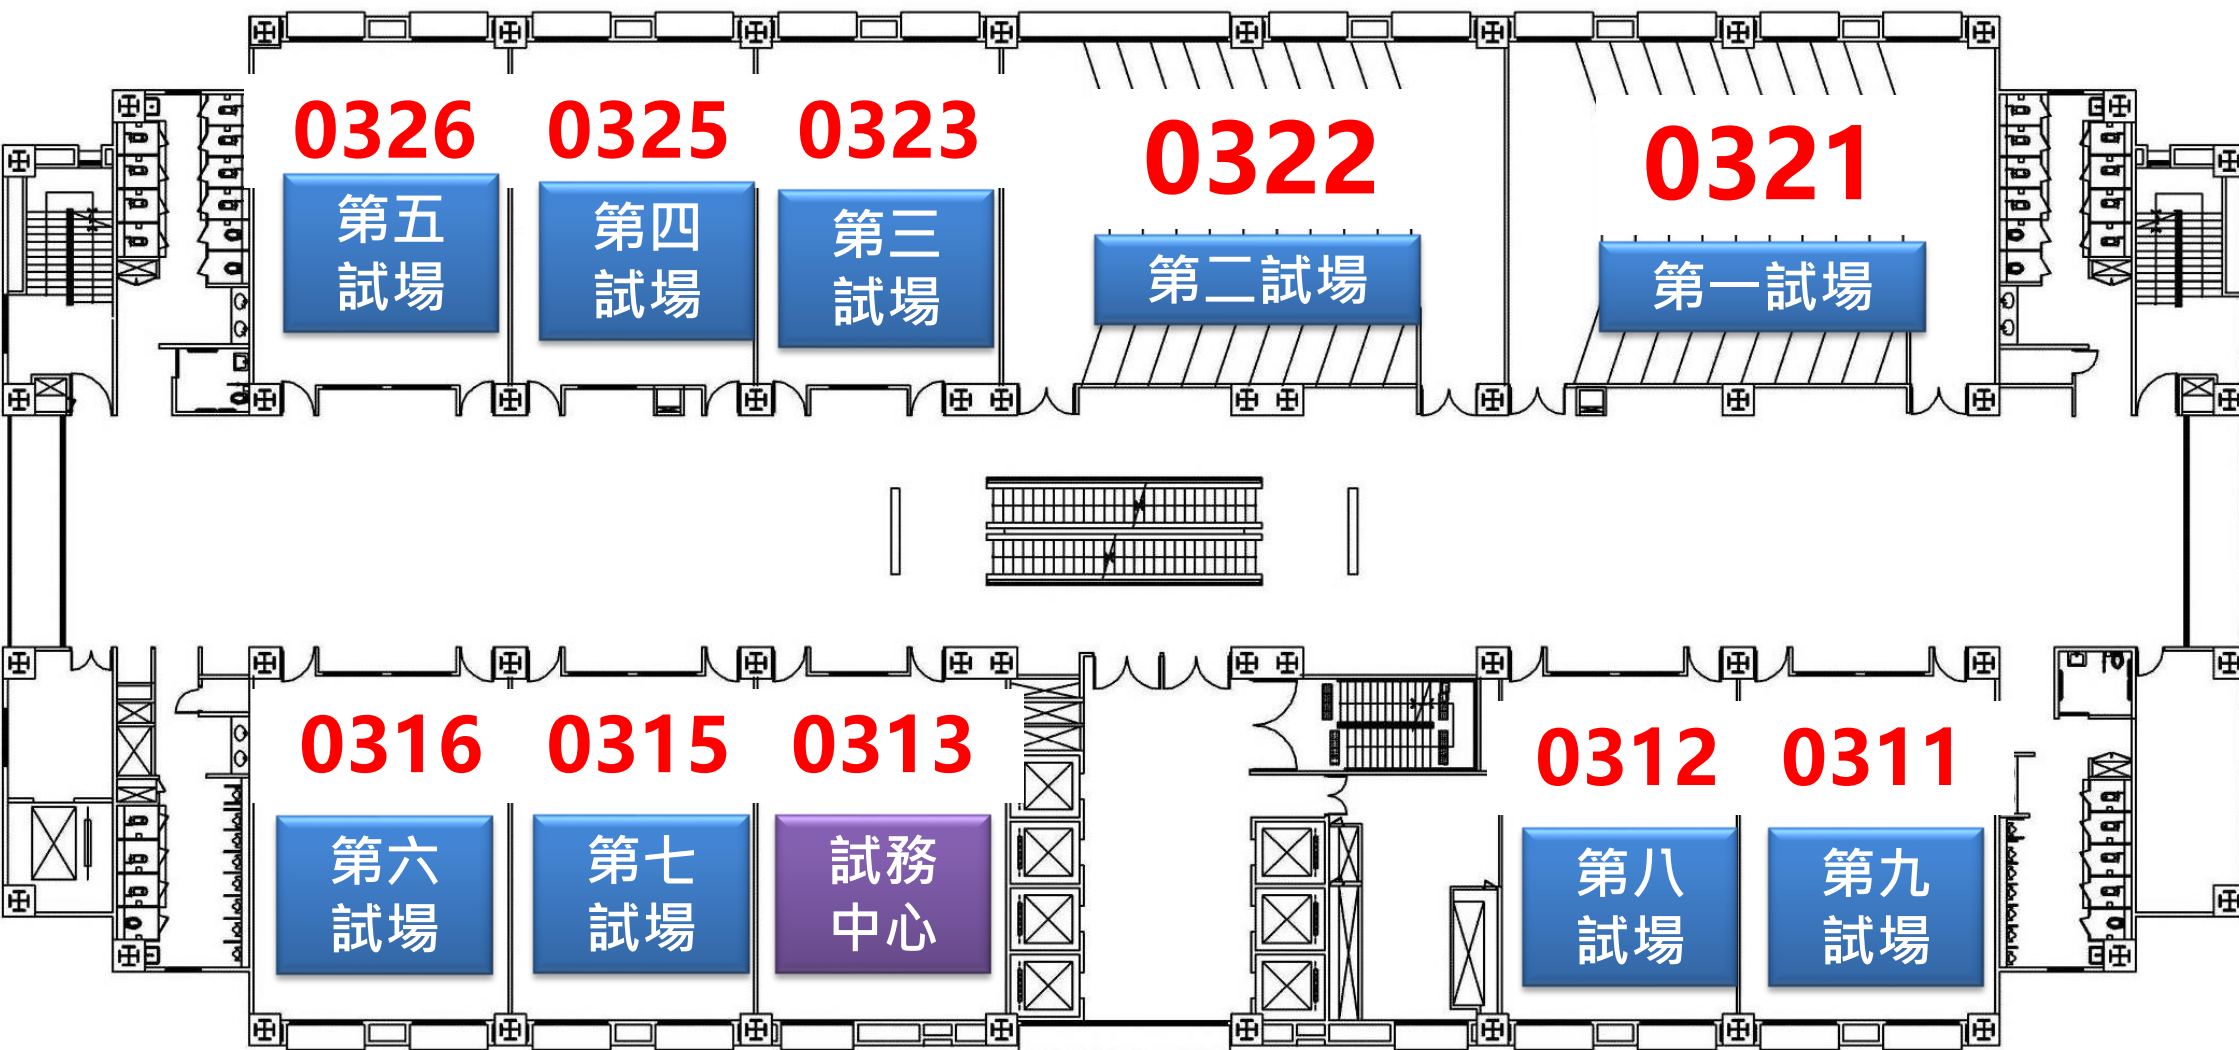 0326
第五
試場
0325
第四
試場
0323
第三
試場
0322
第二試場
0321
第一試場
0316
第六
試場
0315
第七
試場
0313
試務
中心
0312
第八
試場
0311
第九
試場